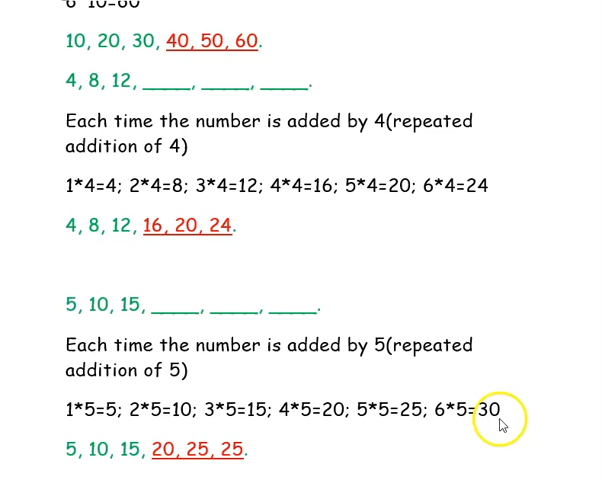 6*10=60
10, 20, 30, 40, 50, 60.
4, 8, 12, ____, ____, ____.
Each time the number is added by 4(repeated
addition of 4)
1*4=4; 2*4=8; 3*4=12; 4*4=16; 5*4=20; 6*4=24
4, 8, 12, 16, 20, 24.
5, 10, 15, ____, ____, ____.
Each time the number is added by 5(repeated
addition of 5)
1*5=5; 2*5=10; 3*5=15; 4*5=20; 5*5=25; 6*5=30
5, 10, 15, 20, 25, 25.